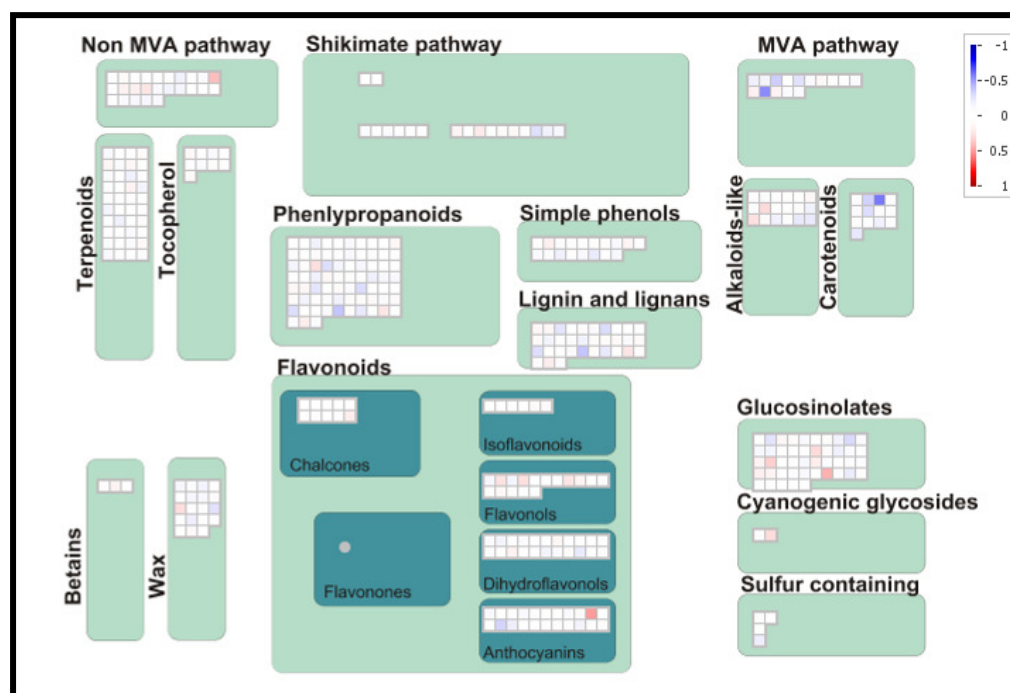 Non MVA pathway
Shikimate pathway
MVA pathway
-1
-0.5
0
0.5
1
Terpenoids
Tocopherol
Phenlypropanoids
Simple phenols
Lignin and lignans
Alkaloids-like
Carotenoids
Flavonoids
Chalcones
Isoflavonoids
Flavonols
Flavonones
Dihydroflavonols
Anthocyanins
Betains
Wax
Glucosinolates
Cyanogenic glycosides
Sulfur containing